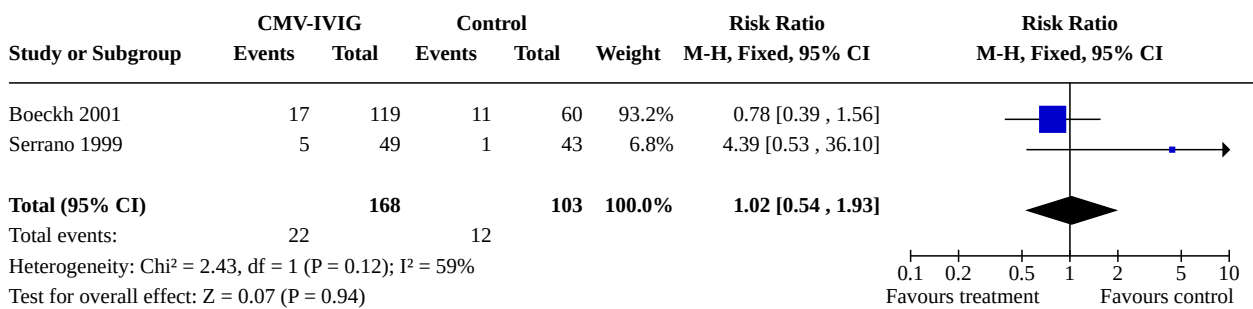 CMV-IVIG Control Risk Ratio Risk Ratio
Study or Subgroup Events Total Events Total Weight M-H, Fixed, 95% CI M-H, Fixed, 95% CI
Boeckh 2001 17 119 11 60 93.2% 0.78 [0.39 , 1.56]
Serrano 1999 5 49 1 43 6.8% 4.39 [0.53 , 36.10]
Total (95% CI) 168 103 100.0% 1.02 [0.54 , 1.93]
Total events: 22 12
Heterogeneity: Chi² = 2.43, df = 1 (P = 0.12); I² = 59%
Test for overall effect: Z = 0.07 (P = 0.94)
0.1 0.2 0.5 1 2 5 10
Favours treatment Favours control